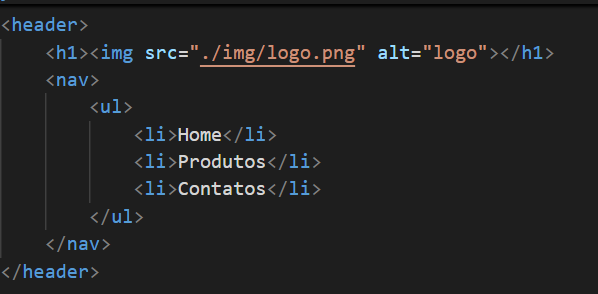 <header>
<h1><img src="./img/logo.png" alt="logo"></h1>
<nav>
<ul>
<li>Home</li>
<li>Produtos</li>
<li>Contatos</li>
</ul>
</nav>
</header>